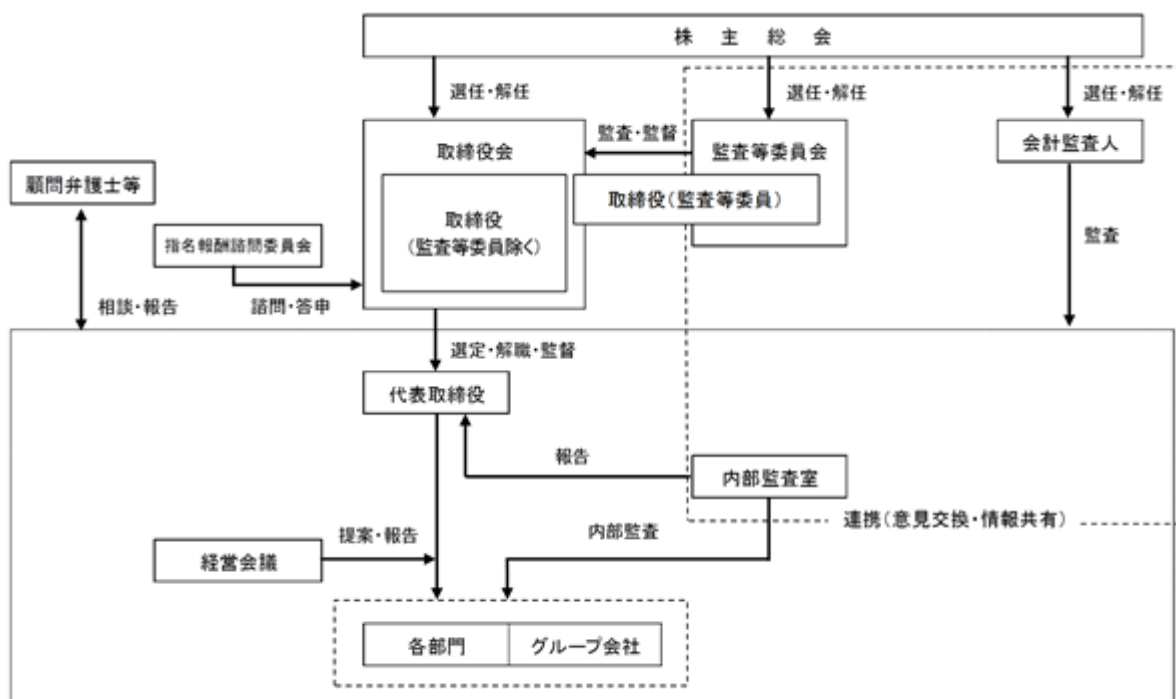 株主総会
選任・解任
選任・解任
選任・解任
取締役会
監査・監督
監査等委員会
会計監査人
顧問弁護士等
取締役
(監査等委員除く)
取締役(監査等委員)
指名報酬諮問委員会
監査
相談・報告
諮問・答申
選定・解職・監督
代表取締役
報告
内部監査室
連携(意見交換・情報共有)
提案・報告
内部監査
経営会議
各部門
グループ会社